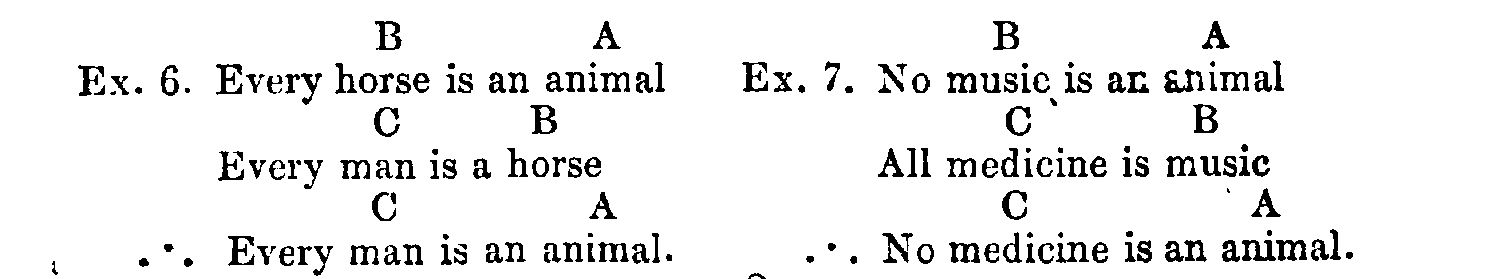 B A
Ex. 6. Every horse is an animal
C B
Every man is a horse
C A
∴ Every man is an animal.
B A
Ex. 7. No music is an animal
C B
All medicine is music
C A
∴ No medicine is an animal.